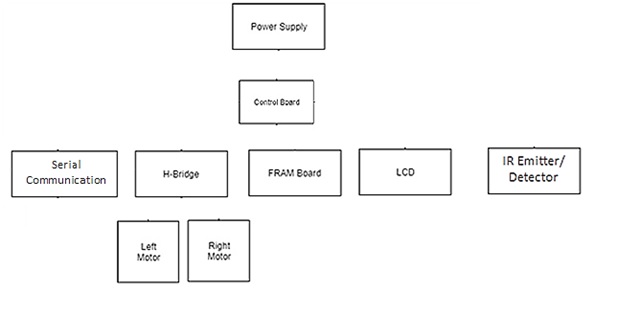 Power Supply
Control Board
Serial
Communication
H-Bridge
FRAM Board
LCD
IR Emitter/
Detector
Left
Motor
Right
Motor